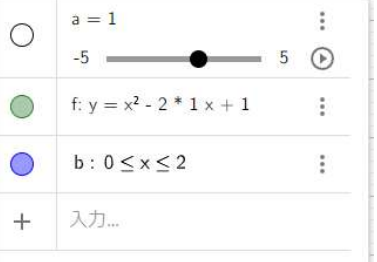 a = 1
-5 5
f: y = x² - 2 * 1 x + 1
b : 0 ≤ x ≤ 2
+ 入力...